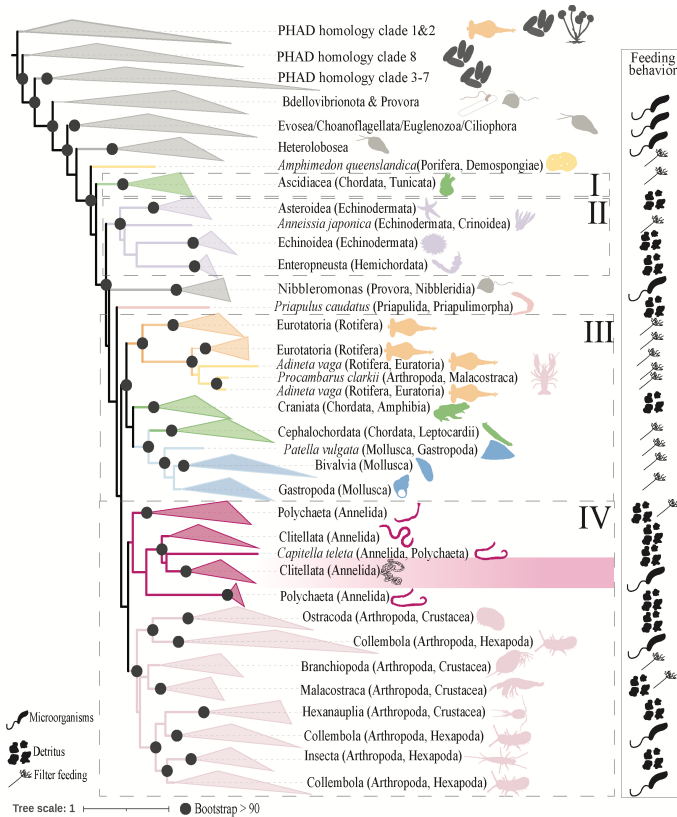 PHAD homology clade 1&2
PHAD homology clade 8
PHAD homology clade 3-7
Feeding
behavior
Bdellovibrionota & Provora
Evosea/Choanoflagellata/Euglenozoa/Ciliophora
Heterolobosea
Amphimedon queenslandica(Porifera, Demospongiae)
Ascidiacea (Chordata, Tunicata)
I
Asteroidea (Echinodermata)
II
Anneissia japonica (Echinodermata, Crinoidea)
Echinoidea (Echinodermata)
Enteropneusta (Hemichordata)
Nibbleromonas (Provora, Nibbleridia)
Priapulus caudatus (Priapulida, Priapulimorpha)
Eurotatoria (Rotifera)
III
Eurotatoria (Rotifera)
Adineta vaga (Rotifera, Euratoria)
Procambarus clarkii (Arthropoda, Malacostraca)
Adineta vaga (Rotifera, Euratoria)
Craniata (Chordata, Amphibia)
Cephalochordata (Chordata, Leptocardii)
Patella vulgata (Mollusca, Gastropoda)
Bivalvia (Mollusca)
Gastropoda (Mollusca)
Polychaeta (Annelida)
IV
Clitellata (Annelida)
Capitella teleta (Annelida, Polychaeta)
Clitellata (Annelida)
Polychaeta (Annelida)
Ostracoda (Arthropoda, Crustacea)
Collembola (Arthropoda, Hexapoda)
Branchiopoda (Arthropoda, Crustacea)
Malacostraca (Arthropoda, Crustacea)
Hexanauplia (Arthropoda, Crustacea)
Collembola (Arthropoda, Hexapoda)
Insecta (Arthropoda, Hexapoda)
Collembola (Arthropoda, Hexapoda)
Microorganisms
Detritus
Filter feeding
Tree scale: 1
Bootstrap > 90